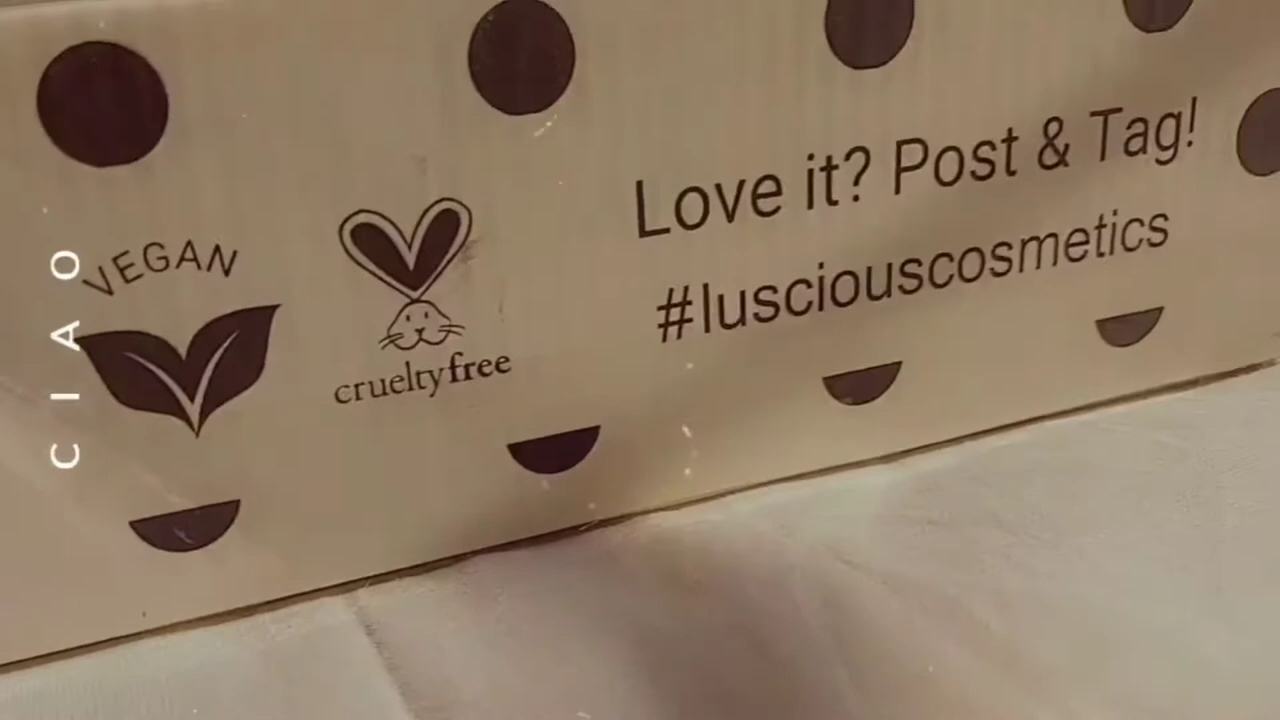 CIAO
VEGAN
crueltyfree
Love it? Post & Tag!
#lusciouscosmetics